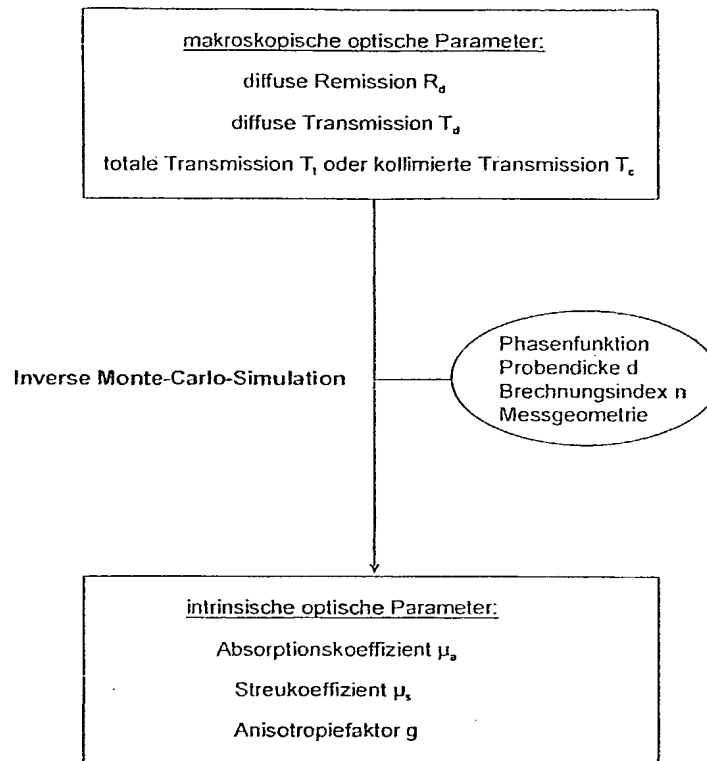 makroskopische optische Parameter:
diffuse Remission R_d
diffuse Transmission T_d
totale Transmission T_t oder kollimierte Transmission T_c
Inverse Monte-Carlo-Simulation
Phasenfunktion
Probendicke d
Brechnungsindex n
Messgeometrie
intrinsische optische Parameter:
Absorptionskoeffizient μ_a
Streukoeffizient μ_s
Anisotropiefaktor g